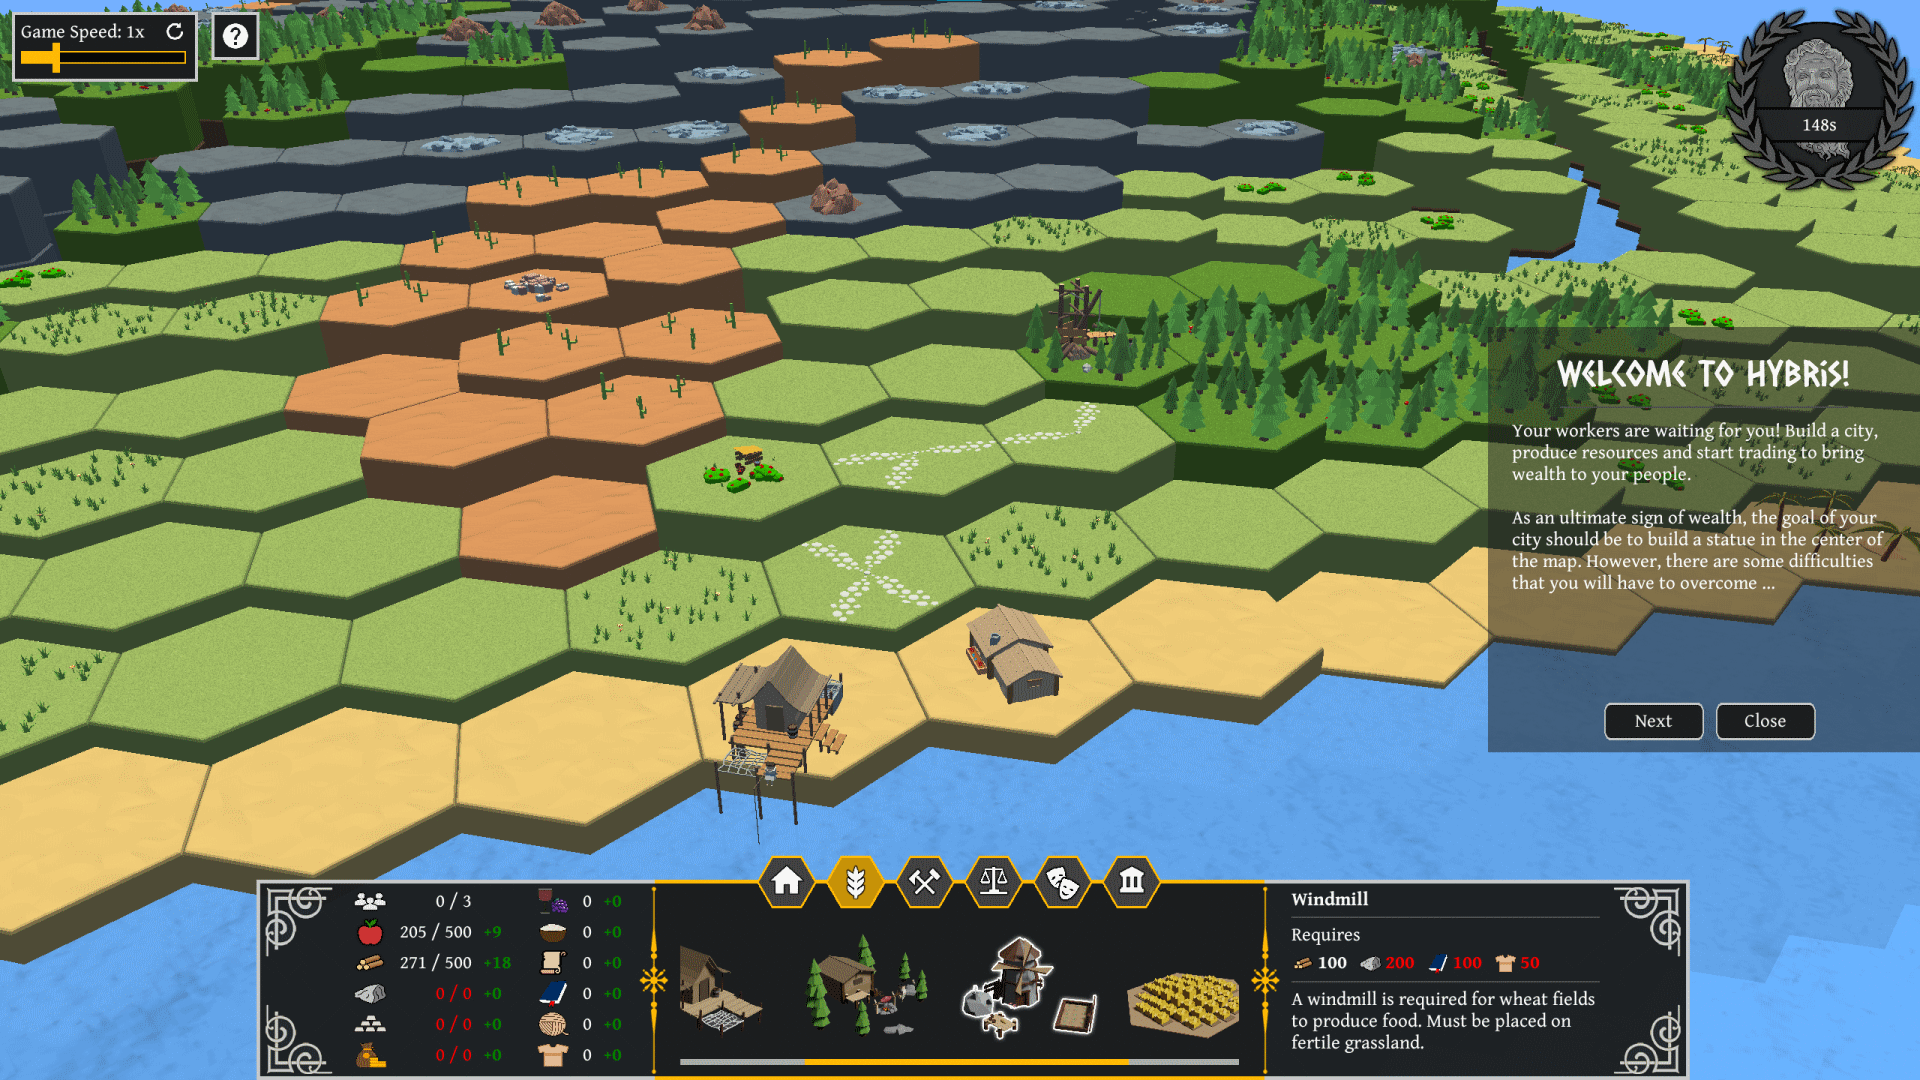 Game Speed: 1x
?
148s
WELCOME TO HYBRIS!
Your workers are waiting for you! Build a city,
produce resources and start trading to bring
wealth to your people.
As an ultimate sign of wealth, the goal of your
city should be to build a statue in the center of
the map. However, there are some difficulties
that you will have to overcome ...
Next
Close
0 / 3
0 +0
205 / 500 +9
0 +0
271 / 500 +18
0 +0
0 / 0 +0
0 +0
0 / 0 +0
0 +0
0 / 0 +0
0 +0
Windmill
Requires
100 200 100 50
A windmill is required for wheat fields
to produce food. Must be placed on
fertile grassland.